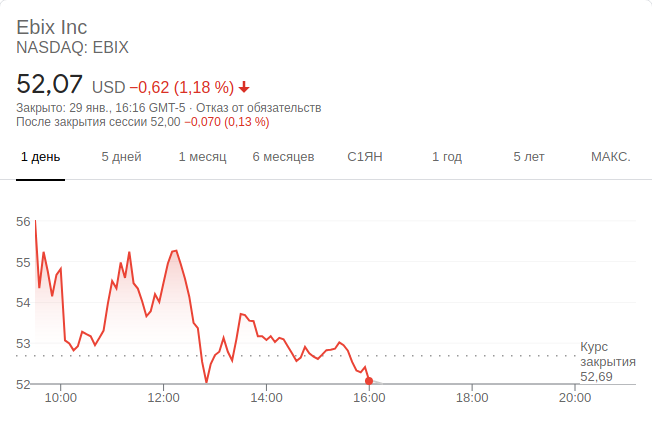 Ebix Inc
NASDAQ: EBIX
52,07 USD −0,62 (1,18 %)
Закрыто: 29 янв., 16:16 GMT-5 · Отказ от обязательств
После закрытия сессии 52,00 −0,070 (0,13 %)
1 день 5 дней 1 месяц 6 месяцев С1ЯН 1 год 5 лет МАКС.
56
55
54
53
52
Курс
закрытия
52,69
10:00 12:00 14:00 16:00 18:00 20:00